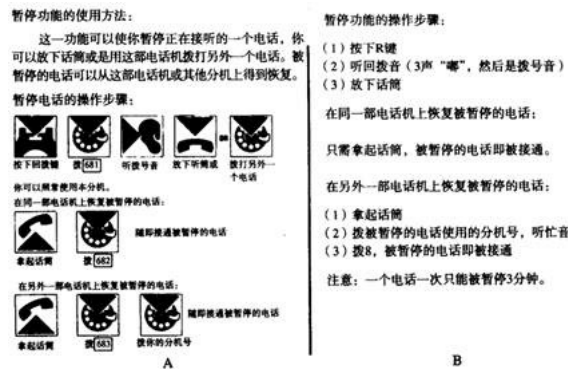 暂停功能的使用方法：
这一功能可以使你暂停正在接听的一个电话，你
可以放下话筒或是用这部电话机拨打另外一个电话。被
暂停的电话可以从这部电话机或其他分机上得到恢复。
暂停电话的操作步骤：
或
按下回拨键 拨681 听拨号音 放下听筒或 拨打另外一
个电话
你可以照常使用本分机。
在同一部电话机上恢复被暂停的电话：
随即接通被暂停的电话
拿起话筒 拨682
在另外一部电话机上恢复被暂停的电话：
随即接通被暂停的电话
拿起话筒 拨683 拨你的分机号
A
暂停功能的操作步骤：
（1）按下R键
（2）听回拨音（3声“嘟”，然后是拨号音）
（3）放下话筒
在同一部电话机上恢复被暂停的电话：
只需拿起话筒，被暂停的电话即被接通。
在另外一部电话机上恢复被暂停的电话：
（1）拿起话筒
（2）拨被暂停的电话使用的分机号，听忙音
（3）拨8，被暂停的电话即被接通
注意：一个电话一次只能被暂停3分钟。
B